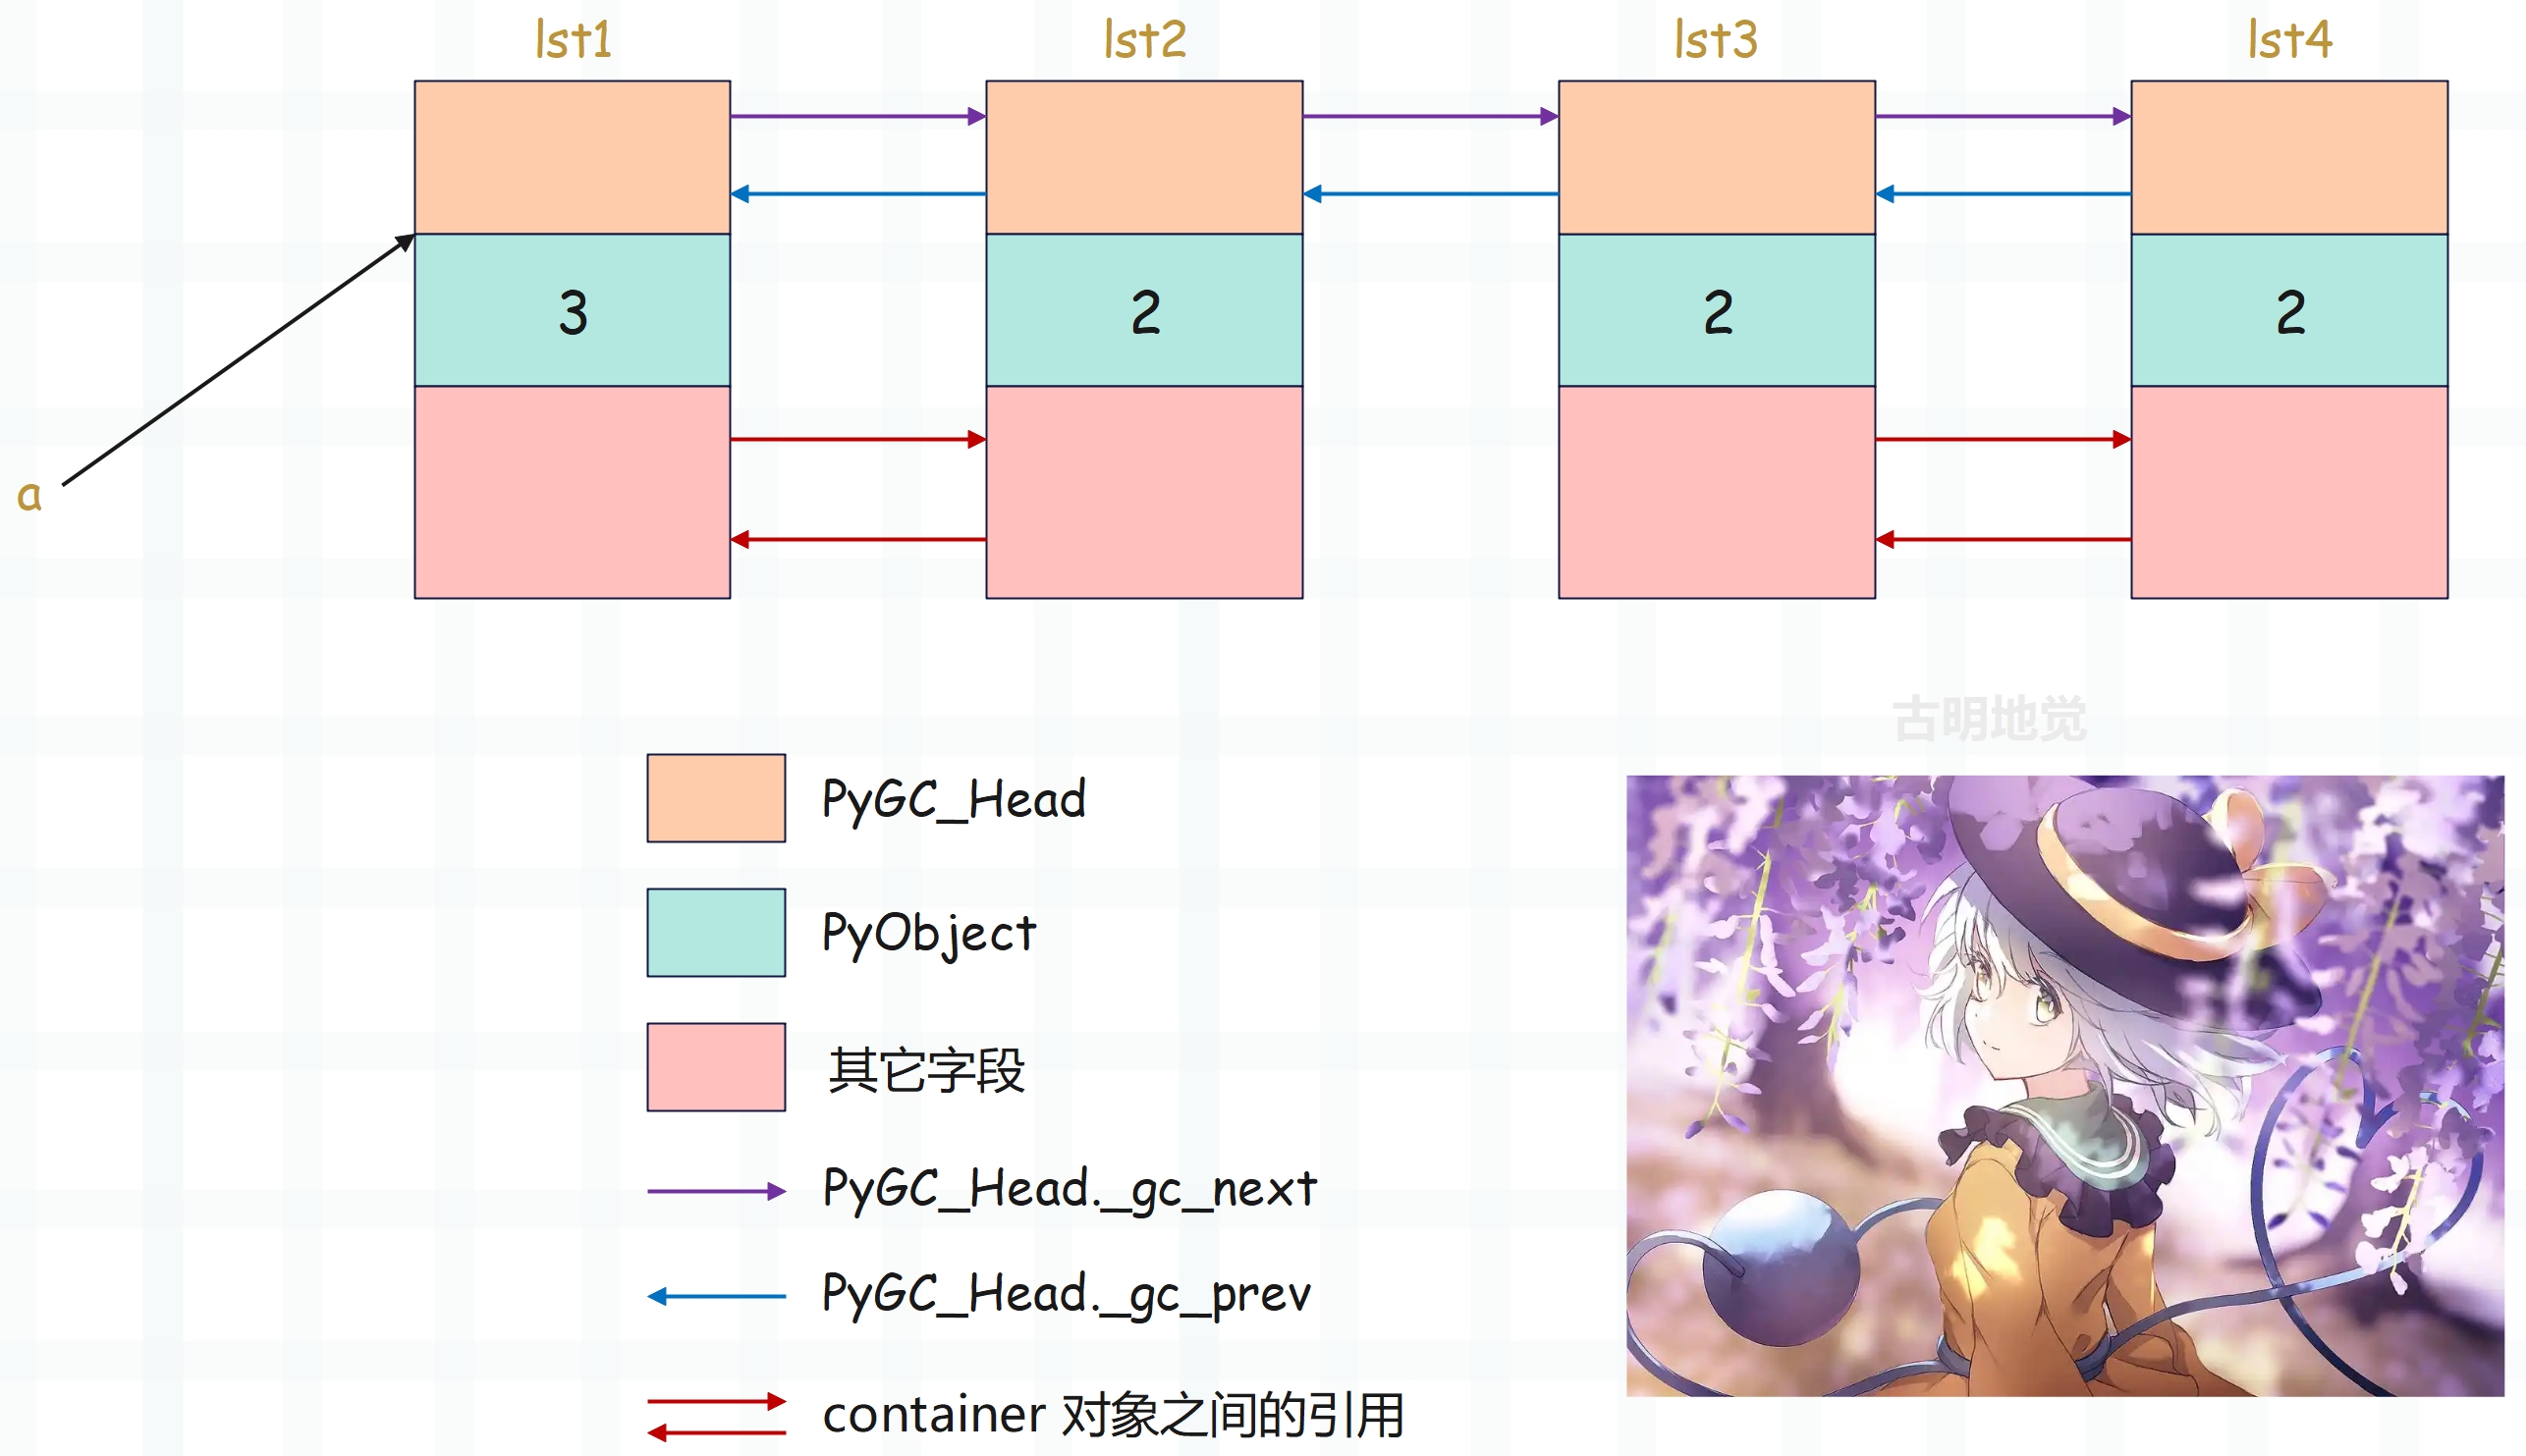 lst1 lst2 lst3 lst4
3 2 2 2
a
古明地觉
PyGC_Head
PyObject
其它字段
PyGC_Head._gc_next
PyGC_Head._gc_prev
container 对象之间的引用